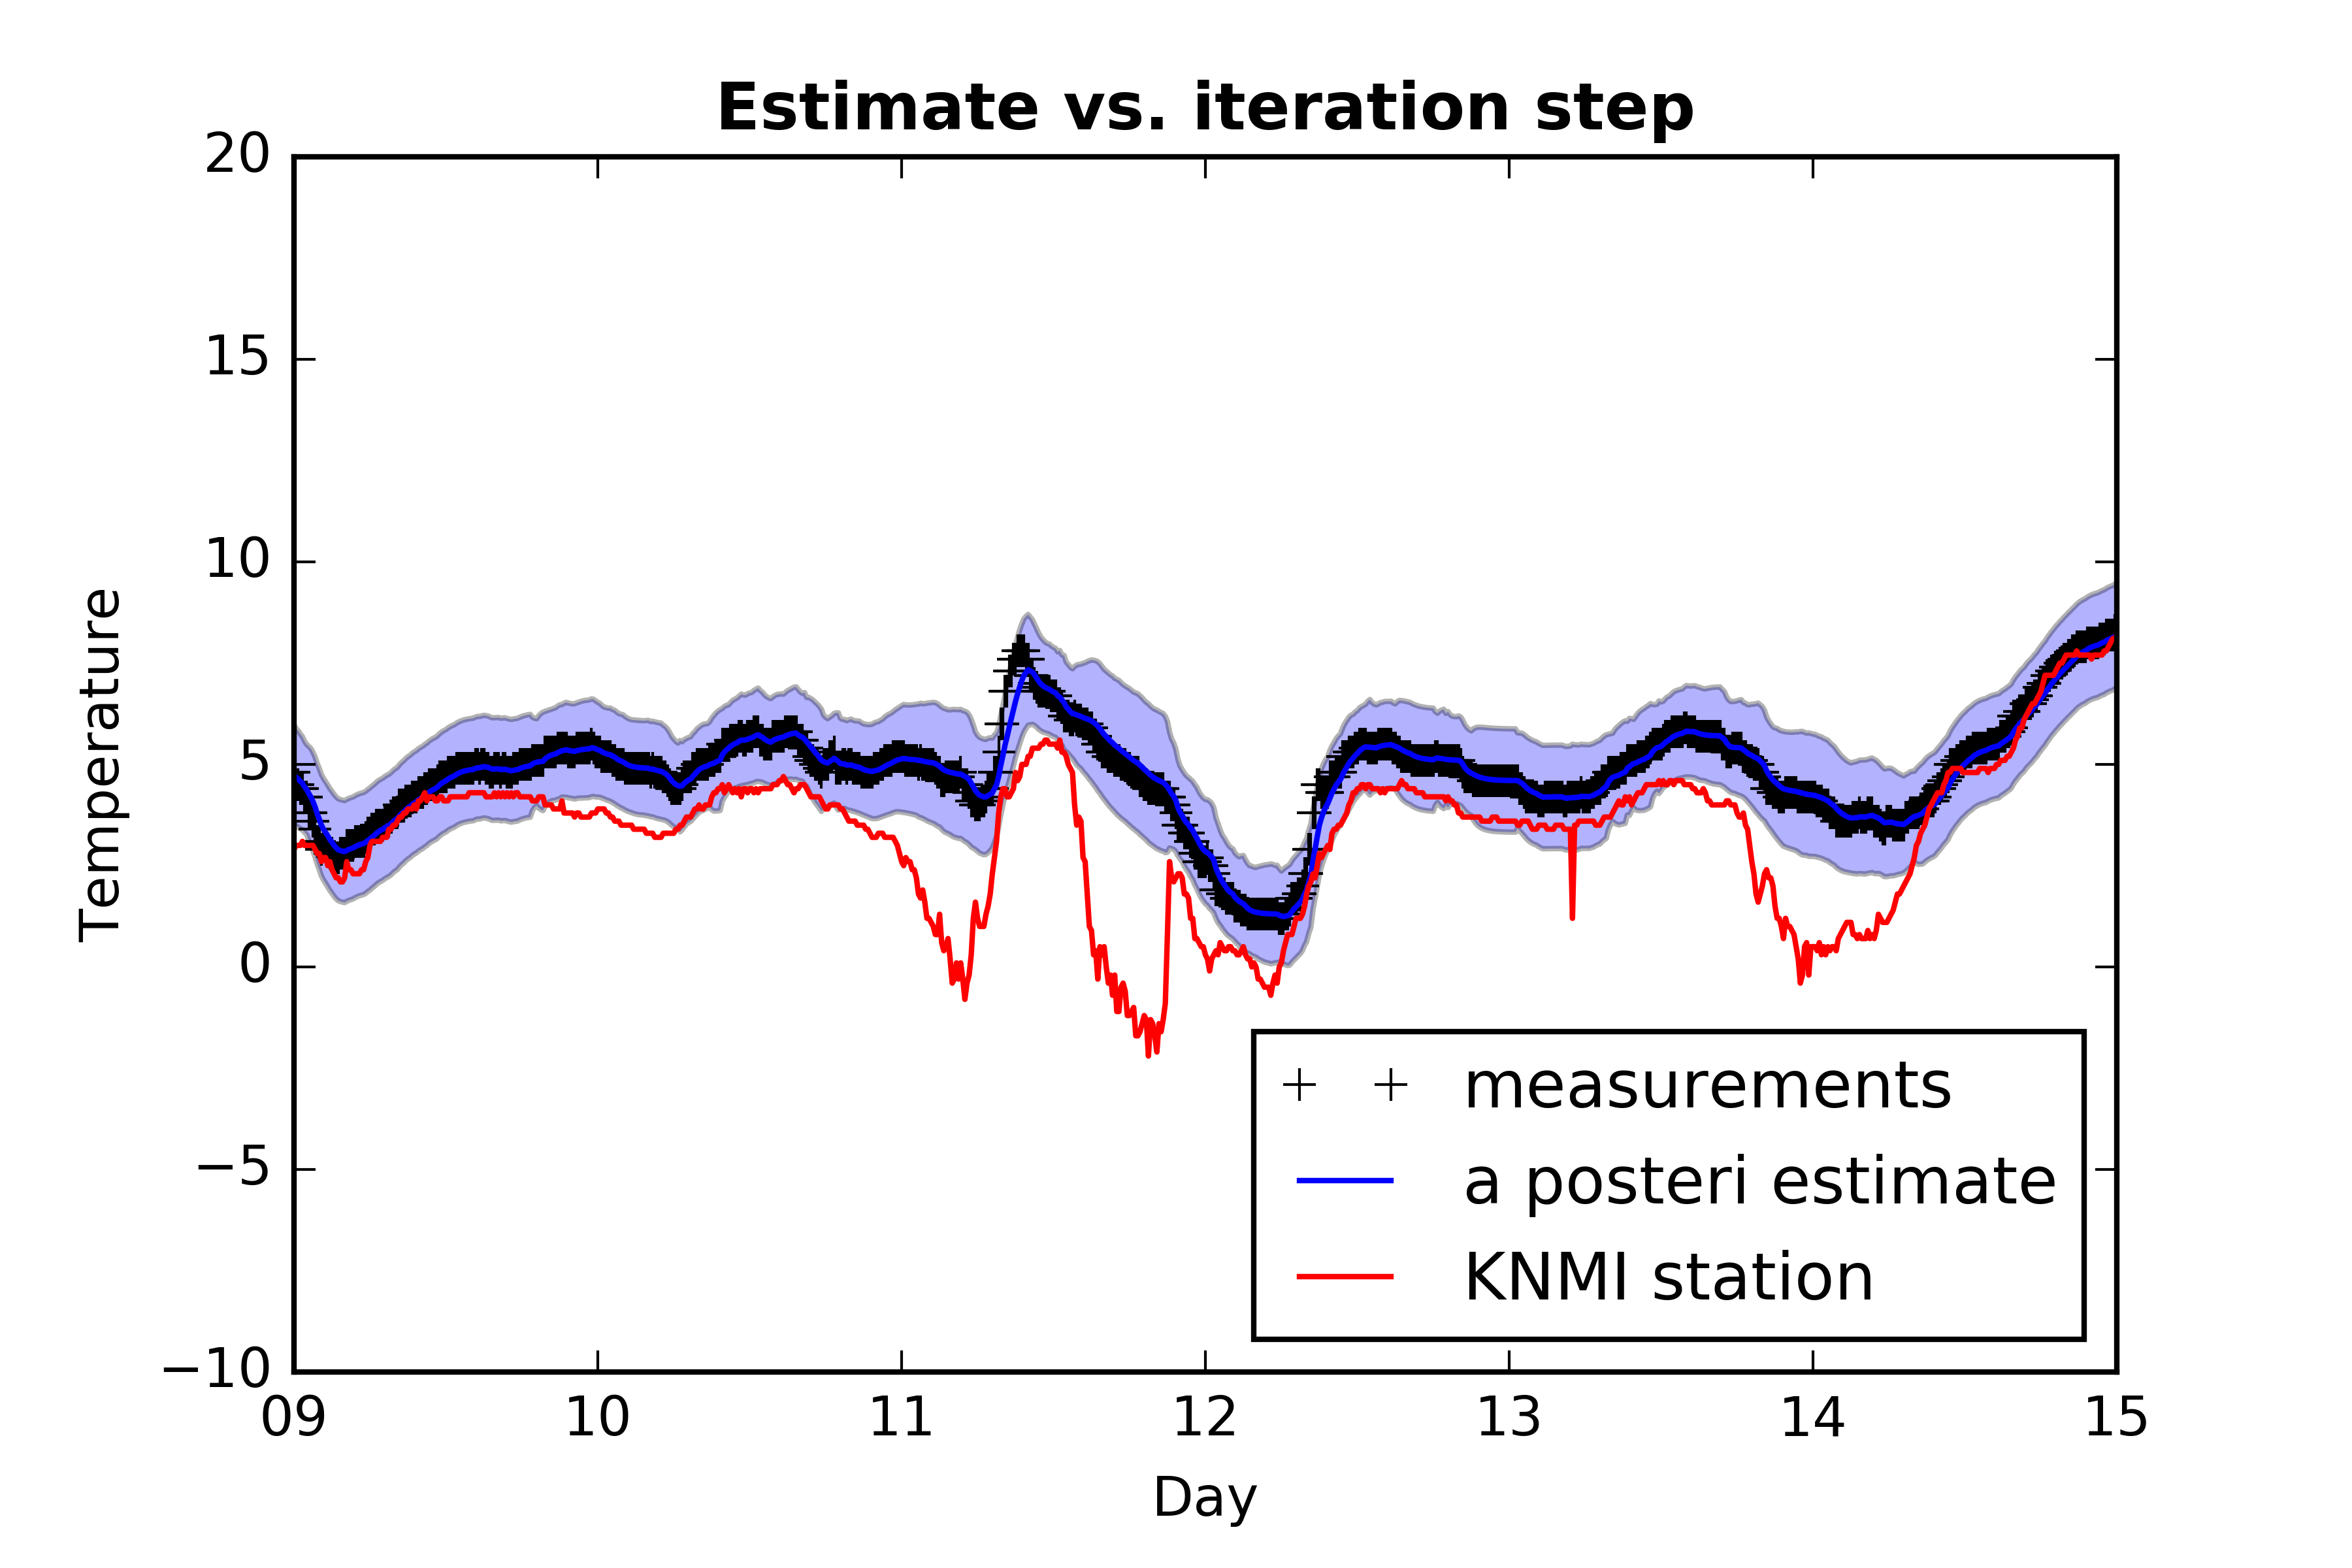 Estimate vs. iteration step
20
15
10
5
0
−5
−10
Temperature
measurements
a posteri estimate
KNMI station
09 10 11 12 13 14 15
Day